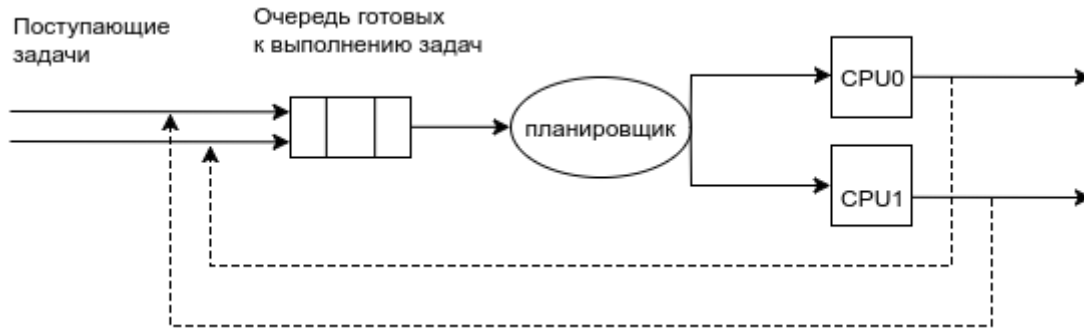 Поступающие
задачи
Очередь готовых
к выполнению задач
планировщик
CPU0
CPU1